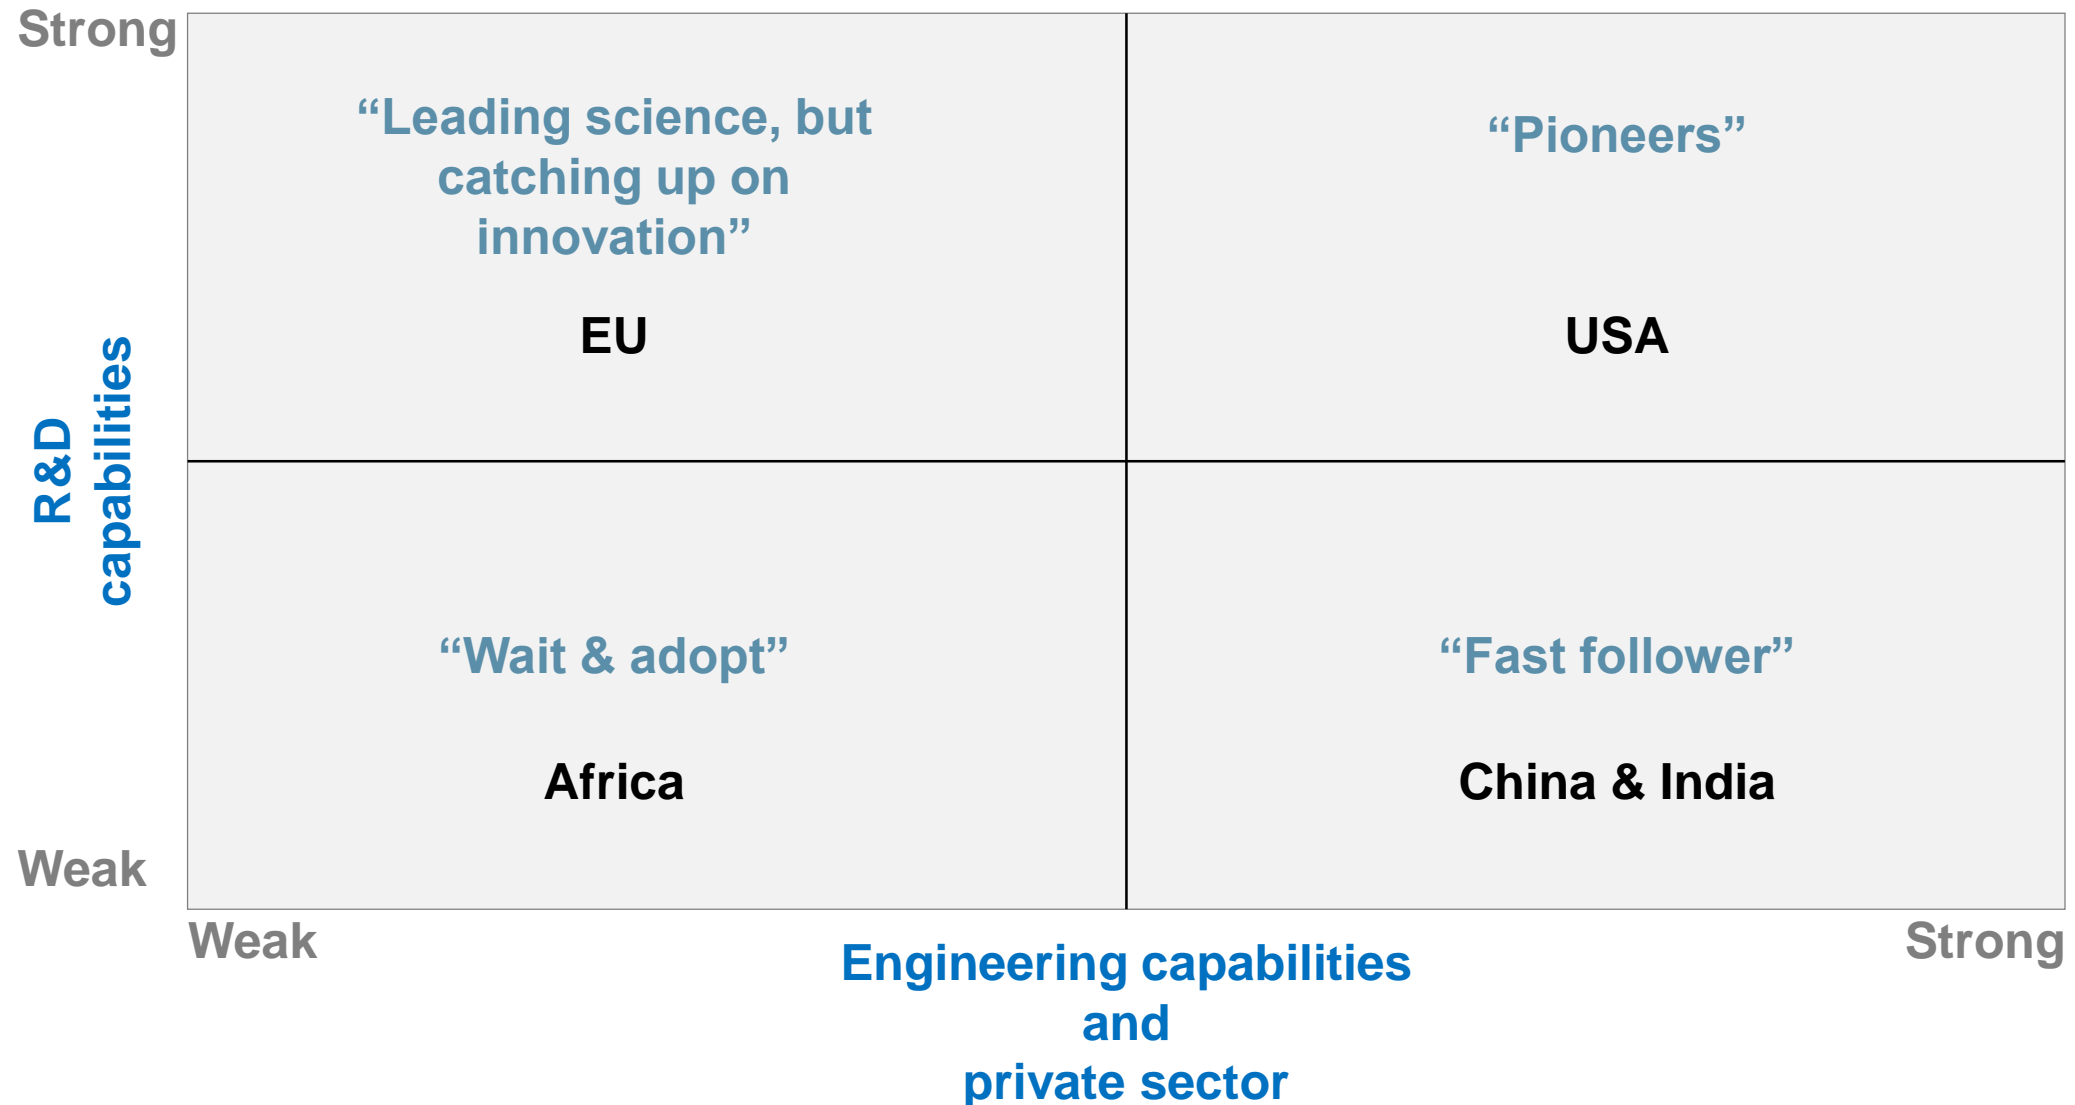 Strong
“Leading science, but
catching up on
innovation”
EU
“Pioneers”
USA
R&D
capabilities
“Wait & adopt”
Africa
“Fast follower”
China & India
Weak
Weak
Strong
Engineering capabilities
and
private sector